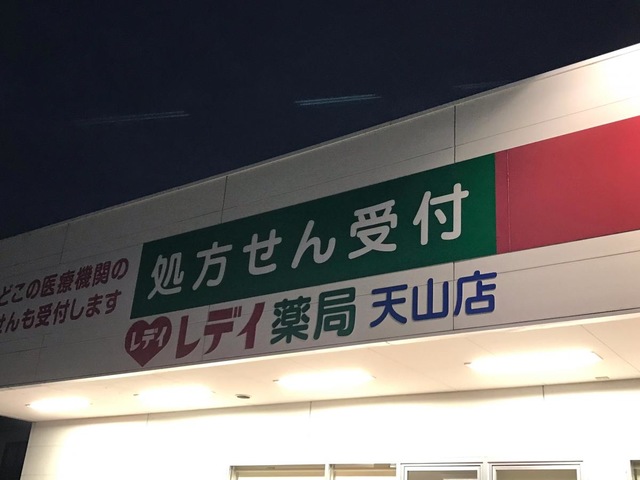 処方せん受付
どこの医療機関の
せんも受付します
レデイ
レデイ薬局 天山店